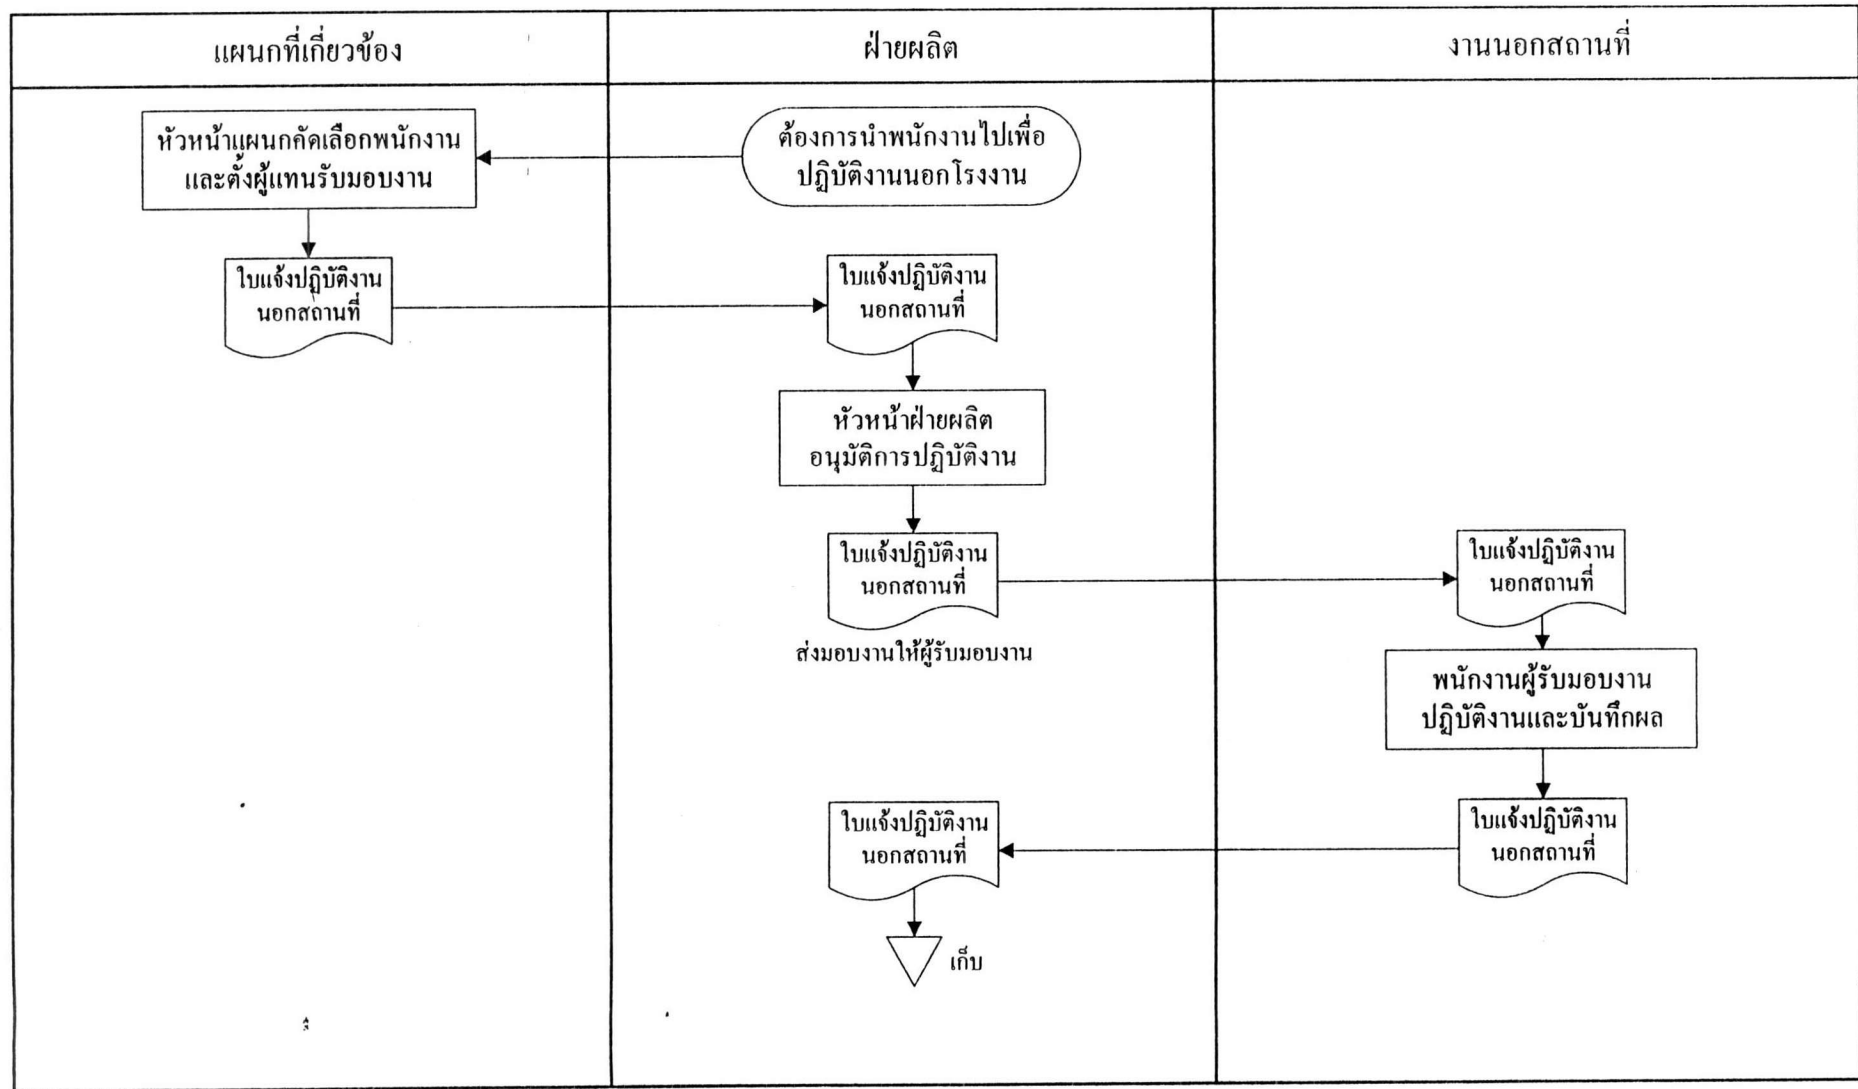 แผนกที่เกี่ยวข้อง
ฝ่ายผลิต
งานนอกสถานที่
หัวหน้าแผนกคัดเลือกพนักงาน
และตั้งผู้แทนรับมอบงาน
ต้องการนำพนักงานไปเพื่อ
ปฏิบัติงานนอกโรงงาน
ใบแจ้งปฏิบัติงาน
นอกสถานที่
ใบแจ้งปฏิบัติงาน
นอกสถานที่
หัวหน้าฝ่ายผลิต
อนุมัติการปฏิบัติงาน
ใบแจ้งปฏิบัติงาน
นอกสถานที่
ส่งมอบงานให้ผู้รับมอบงาน
ใบแจ้งปฏิบัติงาน
นอกสถานที่
พนักงานผู้รับมอบงาน
ปฏิบัติงานและบันทึกผล
ใบแจ้งปฏิบัติงาน
นอกสถานที่
ใบแจ้งปฏิบัติงาน
นอกสถานที่
เก็บ